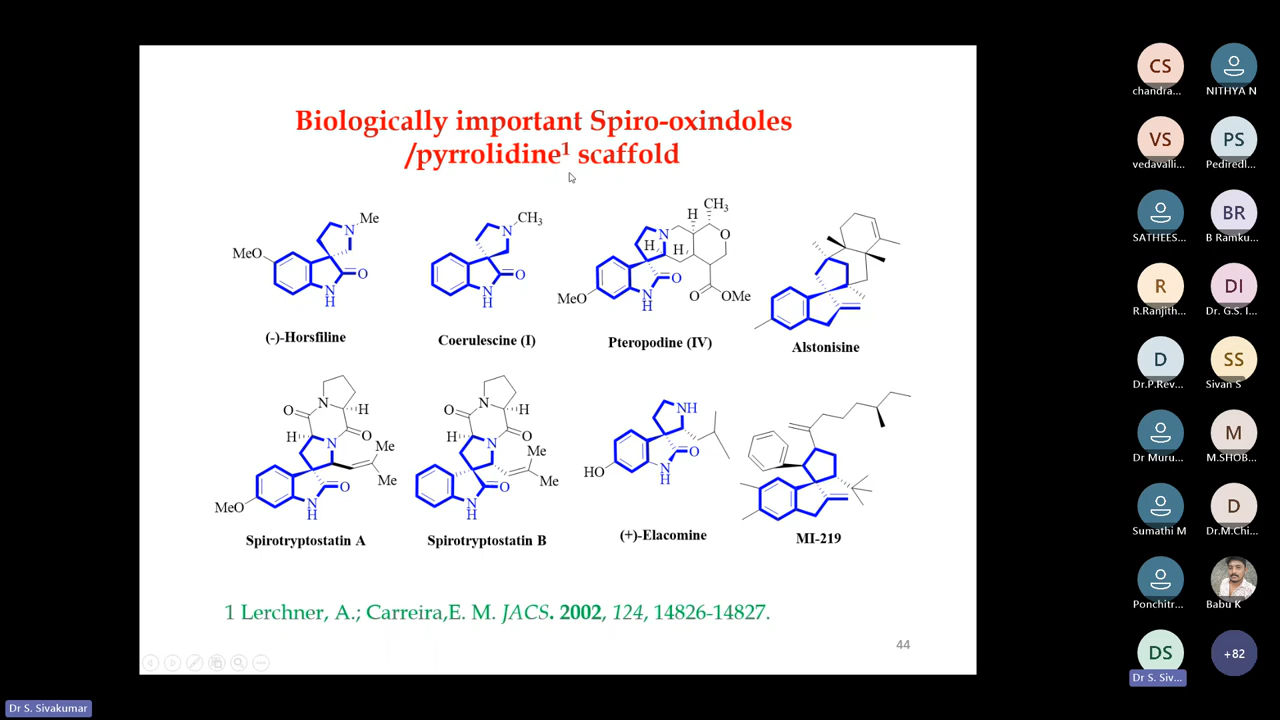 Biologically important Spiro-oxindoles
/pyrrolidine1 scaffold
MeO
N
Me
O
N
H
(-)-Horsfiline
N
CH3
O
N
H
Coerulescine (I)
H
CH3
N
O
H
H
O
MeO
N
H
O
OMe
Pteropodine (IV)
Alstonisine
N
O
H
H
N
O
Me
Me
O
MeO
N
H
Spirotryptostatin A
N
O
H
H
N
O
Me
Me
O
N
H
Spirotryptostatin B
NH
O
HO
N
H
(+)-Elacomine
MI-219
1 Lerchner, A.; Carreira,E. M. JACS. 2002, 124, 14826-14827.
44
Dr S. Sivakumar
CS
chandra...
NITHYA N
VS
vedavalli...
PS
Pediredl...
SATHEES...
BR
B Ramku...
R
R.Ranjith...
DI
Dr. G.S. I...
D
Dr.P.Rev...
SS
Sivan S
Dr Muru...
M
M.SHOB...
Sumathi M
D
Dr.M.Chi...
Ponchitr...
Babu K
DS
Dr S. Siv...
+82